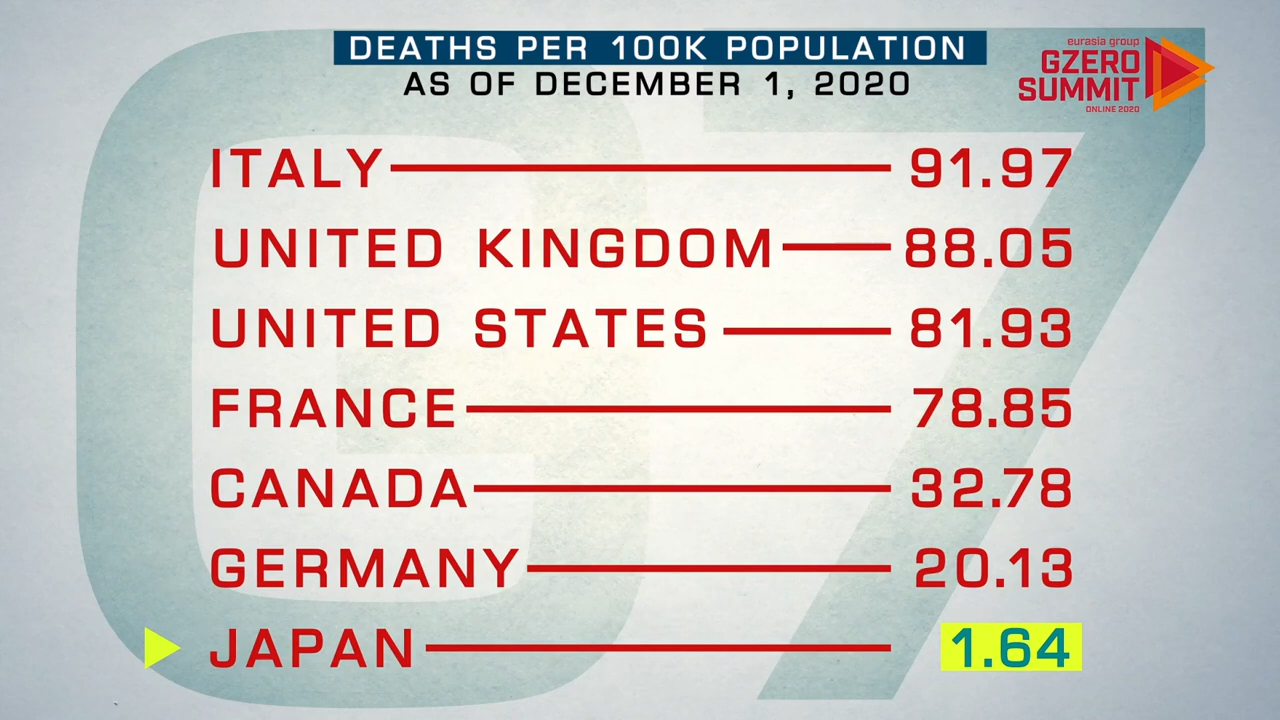 DEATHS PER 100K POPULATION
AS OF DECEMBER 1, 2020
eurasia group
GZERO
SUMMIT
ONLINE 2020
ITALY 91.97
UNITED KINGDOM 88.05
UNITED STATES 81.93
FRANCE 78.85
CANADA 32.78
GERMANY 20.13
JAPAN 1.64
G7